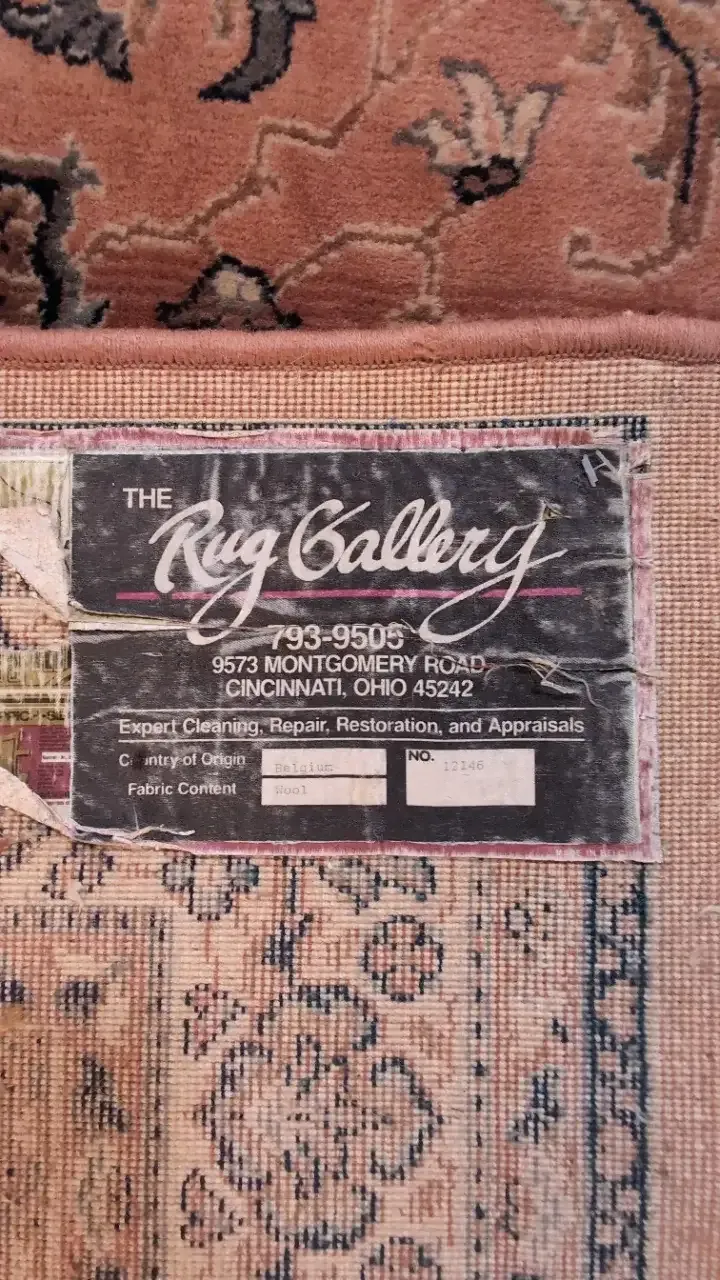 THE
Rug Gallery
793-9505
9573 MONTGOMERY ROAD
CINCINNATI, OHIO 45242
Expert Cleaning, Repair, Restoration, and Appraisals
Country of Origin Belgium NO. 12146
Fabric Content Wool